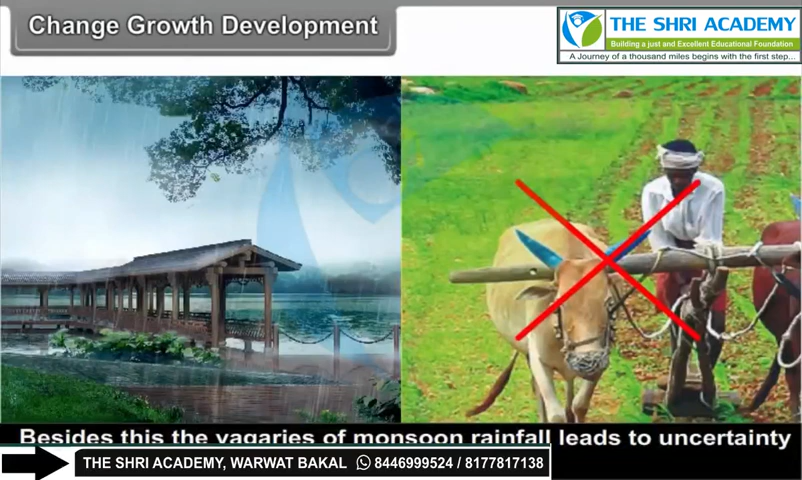 Change Growth Development
THE SHRI ACADEMY
Building a just and Excellent Educational Foundation
A Journey of a thousand miles begins with the first step...
Besides this the vagaries of monsoon rainfall leads to uncertainty
THE SHRI ACADEMY, WARWAT BAKAL 8446999524 / 8177817138